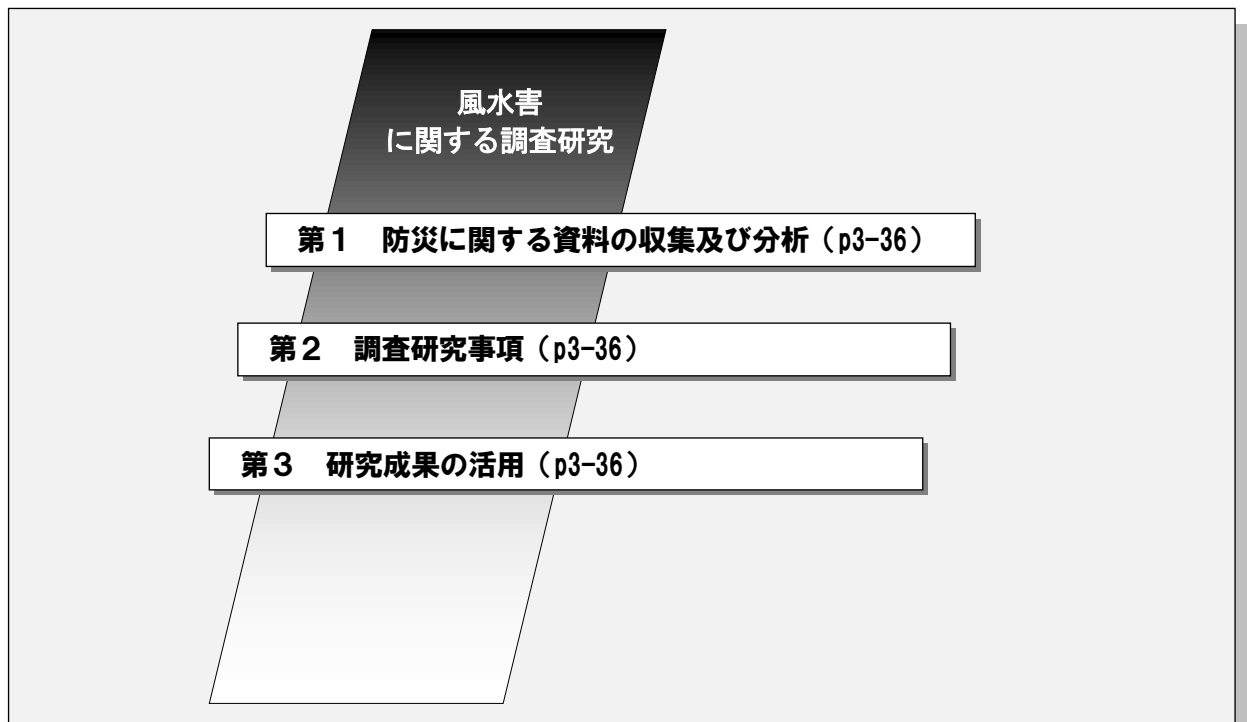 風水害
に関する調査研究
第１　防災に関する資料の収集及び分析（p3-36）
第２　調査研究事項（p3-36）
第３　研究成果の活用（p3-36）